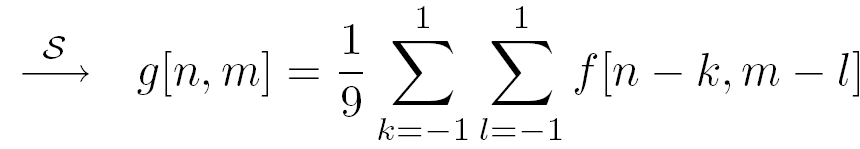 $\xrightarrow{\mathcal{S}} \quad g[n,m] = \frac{1}{9} \sum_{k=-1}^{1} \sum_{l=-1}^{1} f[n-k,m-l]$